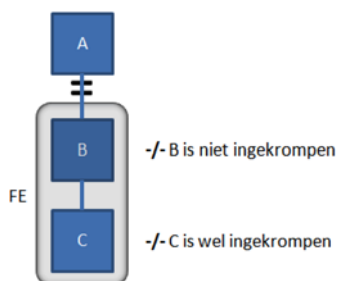 A
B
-/- B is niet ingekrompen
FE
C
-/- C is wel ingekrompen